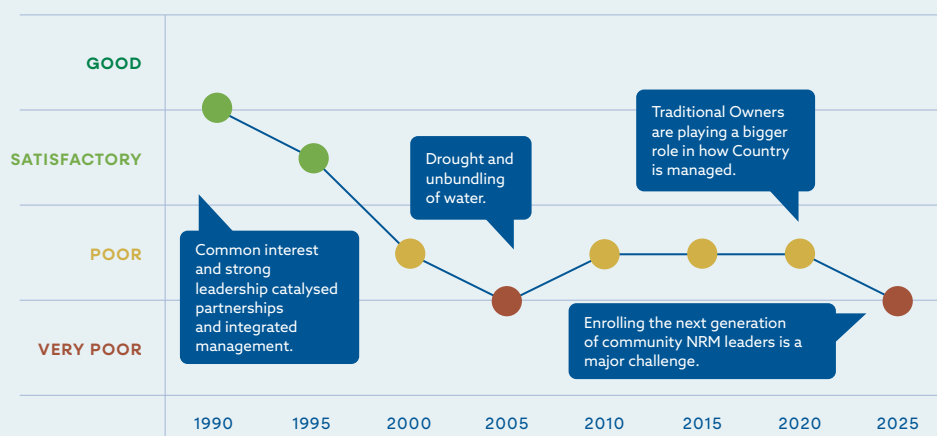 GOOD
SATISFACTORY
POOR
VERY POOR
Common interest
and strong
leadership catalysed
partnerships
and integrated
management.
Drought and
unbundling
of water.
Traditional Owners
are playing a bigger
role in how Country
is managed.
Enrolling the next generation
of community NRM leaders is a
major challenge.
1990 1995 2000 2005 2010 2015 2020 2025